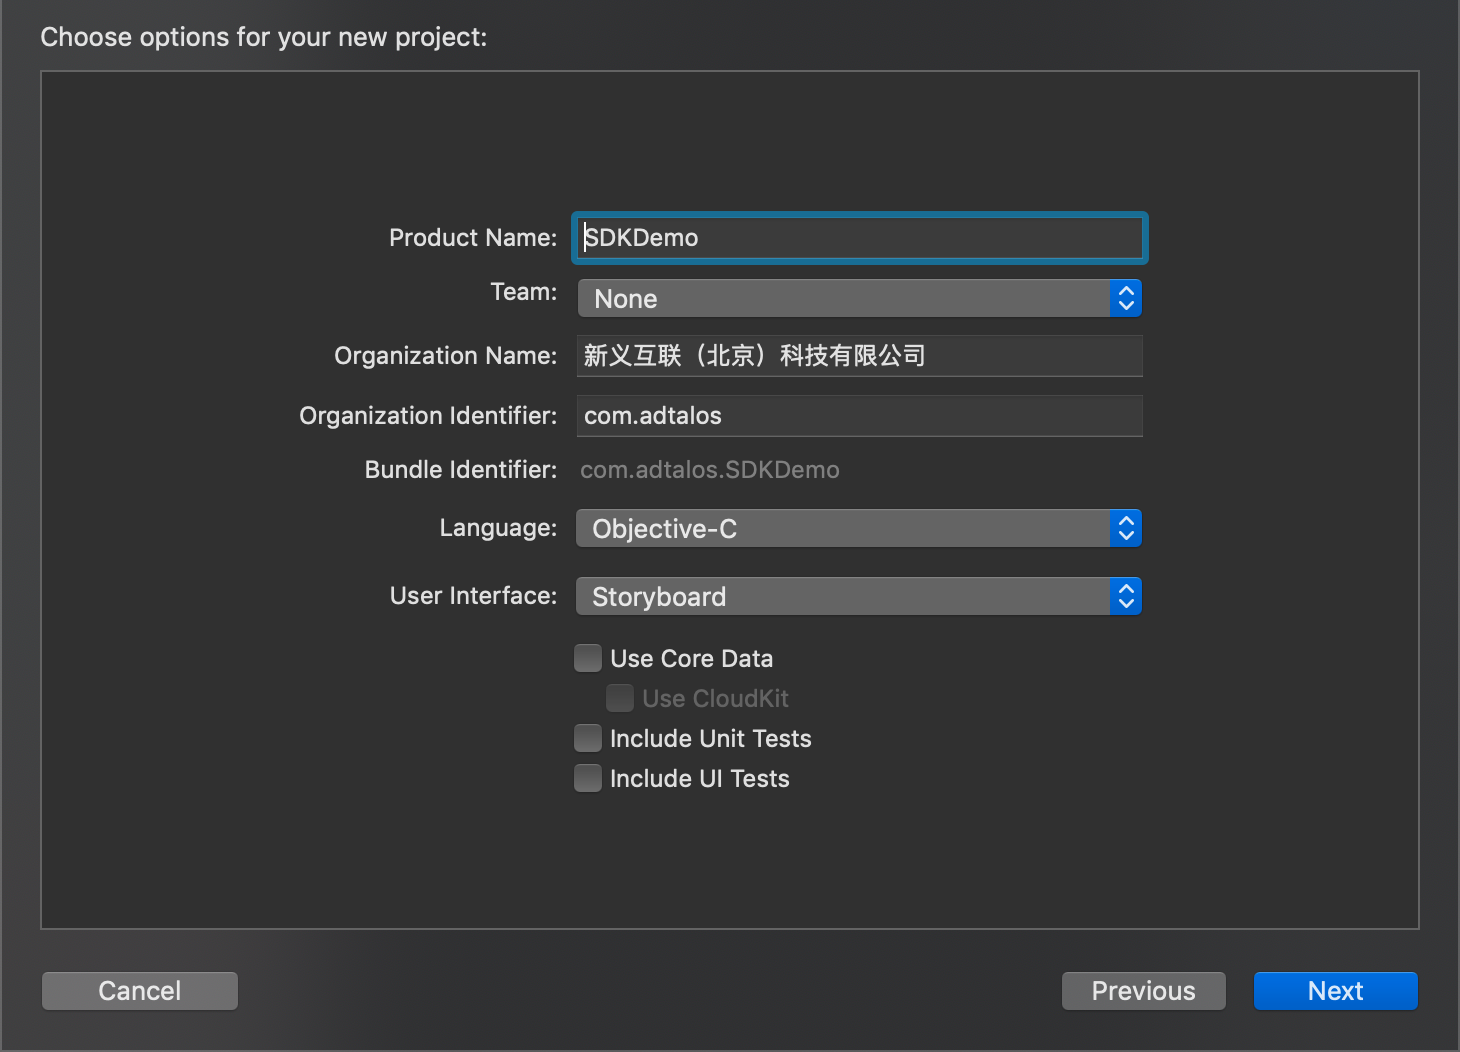 Choose options for your new project:
Product Name: SDKDemo
Team: None
Organization Name: 新义互联（北京）科技有限公司
Organization Identifier: com.adtalos
Bundle Identifier: com.adtalos.SDKDemo
Language: Objective-C
User Interface: Storyboard
Use Core Data
Use CloudKit
Include Unit Tests
Include UI Tests
Cancel Previous Next